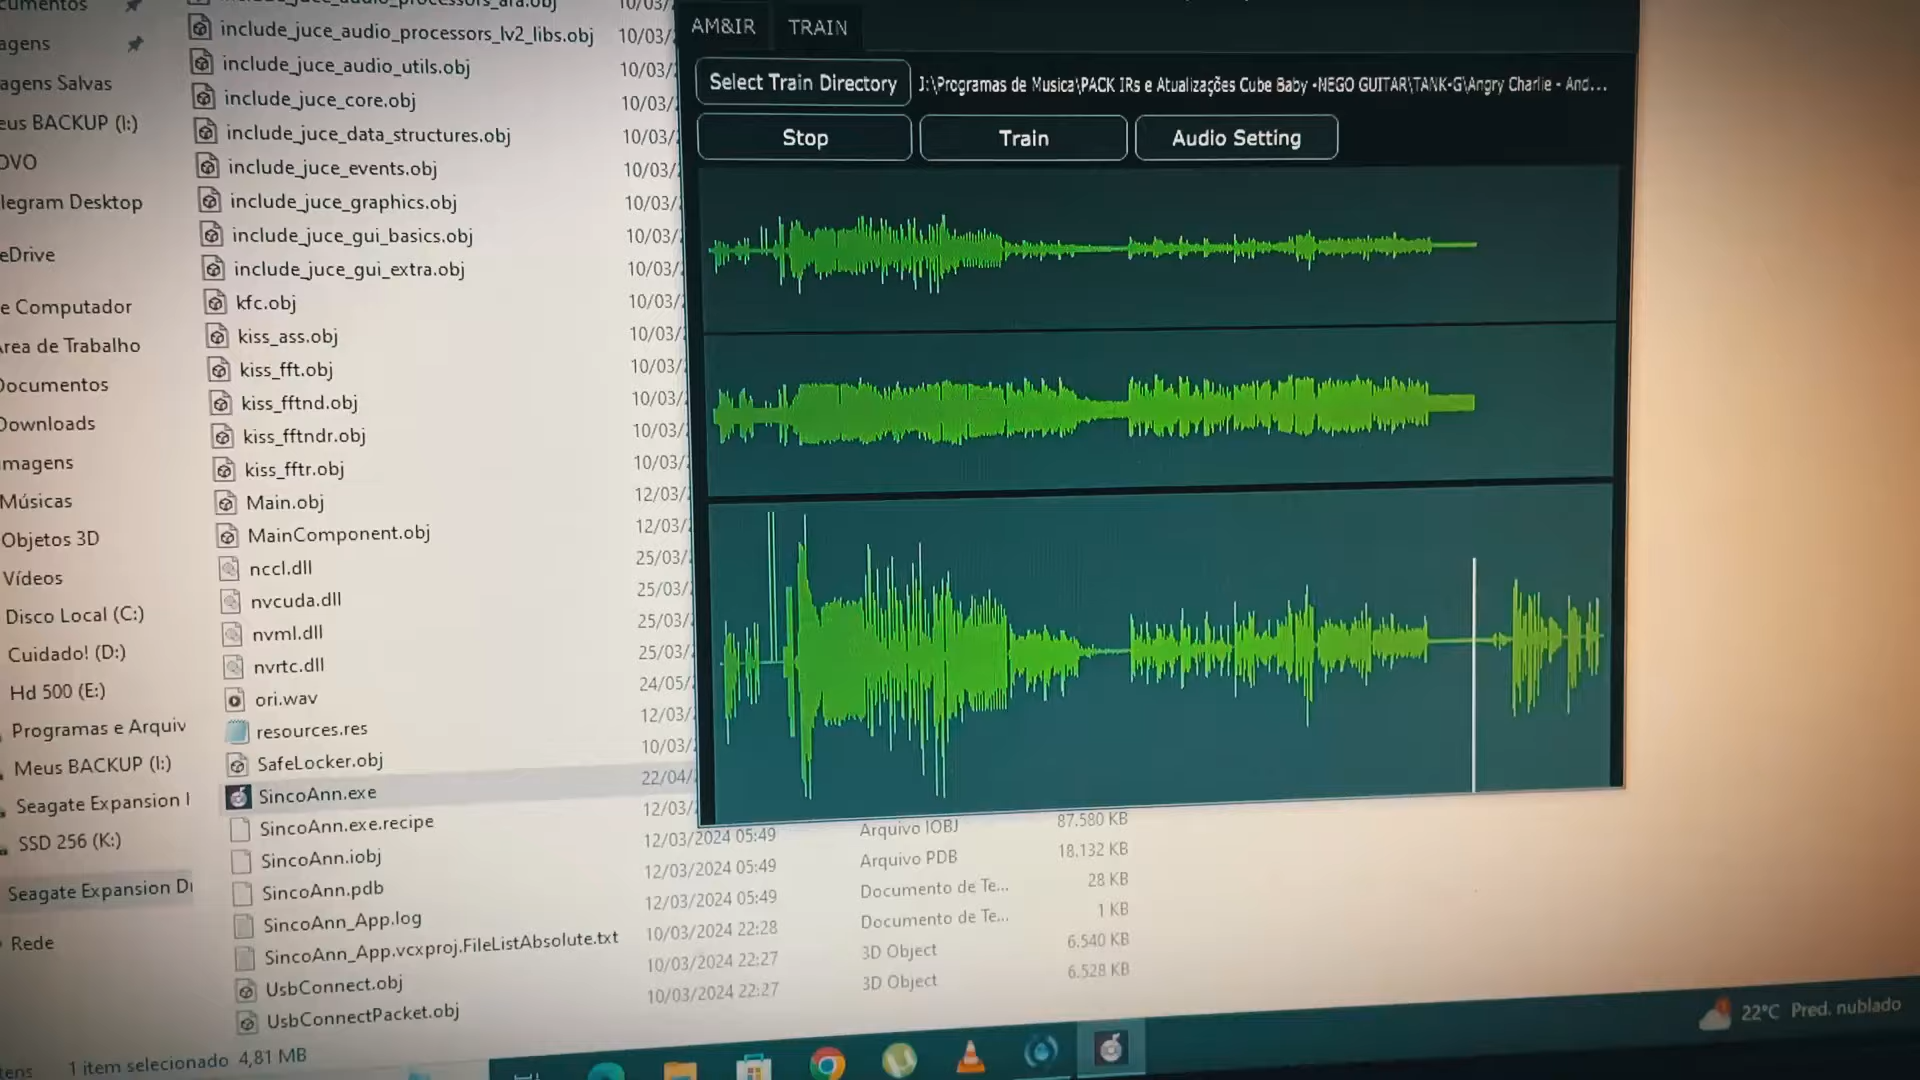 agens
agens Salvas
eus BACKUP (I:)
OVO
legram Desktop
eDrive
e Computador
rea de Trabalho
Documentos
Downloads
magens
Músicas
Objetos 3D
Vídeos
Disco Local (C:)
Cuidado! (D:)
Hd 500 (E:)
Programas e Arquiv
Meus BACKUP (I:)
Seagate Expansion
SSD 256 (K:)
Seagate Expansion Dr
Rede
include_juce_audio_processors_ara.obj
include_juce_audio_processors_lv2_libs.obj 10/03/
include_juce_audio_utils.obj 10/03/
include_juce_core.obj 10/03/
include_juce_data_structures.obj 10/03/
include_juce_events.obj 10/03/
include_juce_graphics.obj 10/03/
include_juce_gui_basics.obj 10/03/
include_juce_gui_extra.obj 10/03/
kfc.obj 10/03/
kiss_ass.obj 10/03/
kiss_fft.obj 10/03/
kiss_fftnd.obj 10/03/
kiss_fftndr.obj 10/03/
kiss_fftr.obj 10/03/
Main.obj 12/03/
MainComponent.obj 12/03/
nccl.dll 25/03/
nvcuda.dll 25/03/
nvml.dll 25/03/
nvrtc.dll 25/03/
ori.wav 24/05/
resources.res 12/03/
SafeLocker.obj 10/03/
SincoAnn.exe 22/04/
SincoAnn.exe.recipe 12/03/
SincoAnn.iobj 12/03/2024 05:49 Arquivo IOBJ 87.580 KB
SincoAnn.pdb 12/03/2024 05:49 Arquivo PDB 18.132 KB
SincoAnn_App.log 12/03/2024 05:49 Documento de Te... 28 KB
SincoAnn_App.vcxproj.FileListAbsolute.txt 10/03/2024 22:28 Documento de Te... 1 KB
UsbConnect.obj 10/03/2024 22:27 3D Object 6.540 KB
UsbConnectPacket.obj 10/03/2024 22:27 3D Object 6.528 KB
1 item selecionado 4,81 MB
AM&IR TRAIN
Select Train Directory J:\Programas de Musica\PACK IRs e Atualizações Cube Baby -NEGO GUITAR\TANK-G\Angry Charlie - And...
Stop Train Audio Setting
22°C Pred. nublado